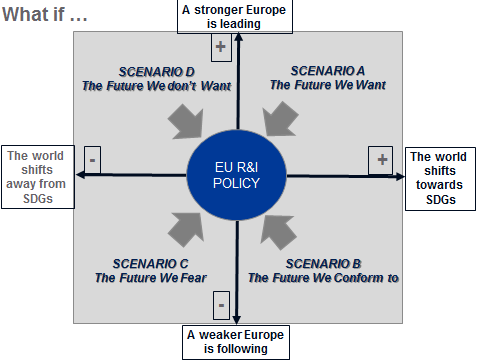 What if …
A stronger Europe
is leading
+
SCENARIO D
The Future We don't Want
SCENARIO A
The Future We Want
The world
shifts
away from
SDGs
-
EU R&I
POLICY
+
The world
shifts
towards
SDGs
SCENARIO C
The Future We Fear
SCENARIO B
The Future We Conform to
-
A weaker Europe
is following